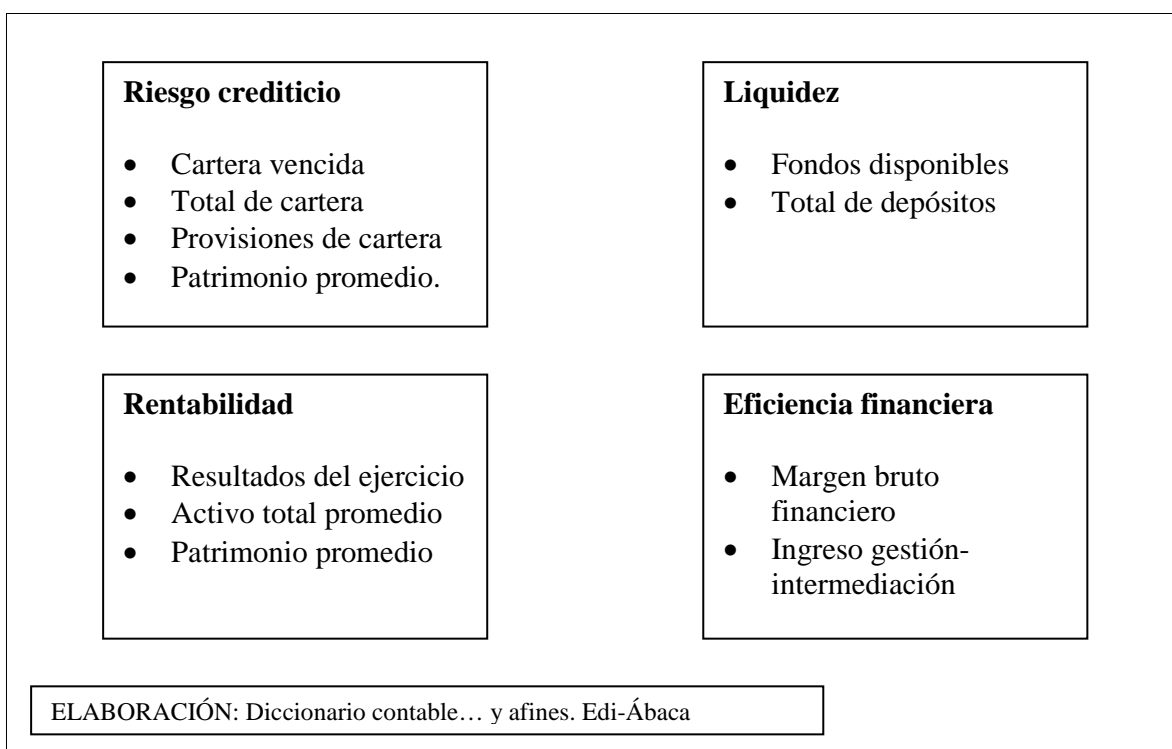 Riesgo crediticio
• Cartera vencida
• Total de cartera
• Provisiones de cartera
• Patrimonio promedio.
Liquidez
• Fondos disponibles
• Total de depósitos
Rentabilidad
• Resultados del ejercicio
• Activo total promedio
• Patrimonio promedio
Eficiencia financiera
• Margen bruto
financiero
• Ingreso gestión-
intermediación
ELABORACIÓN: Diccionario contable… y afines. Edi-Ábaca